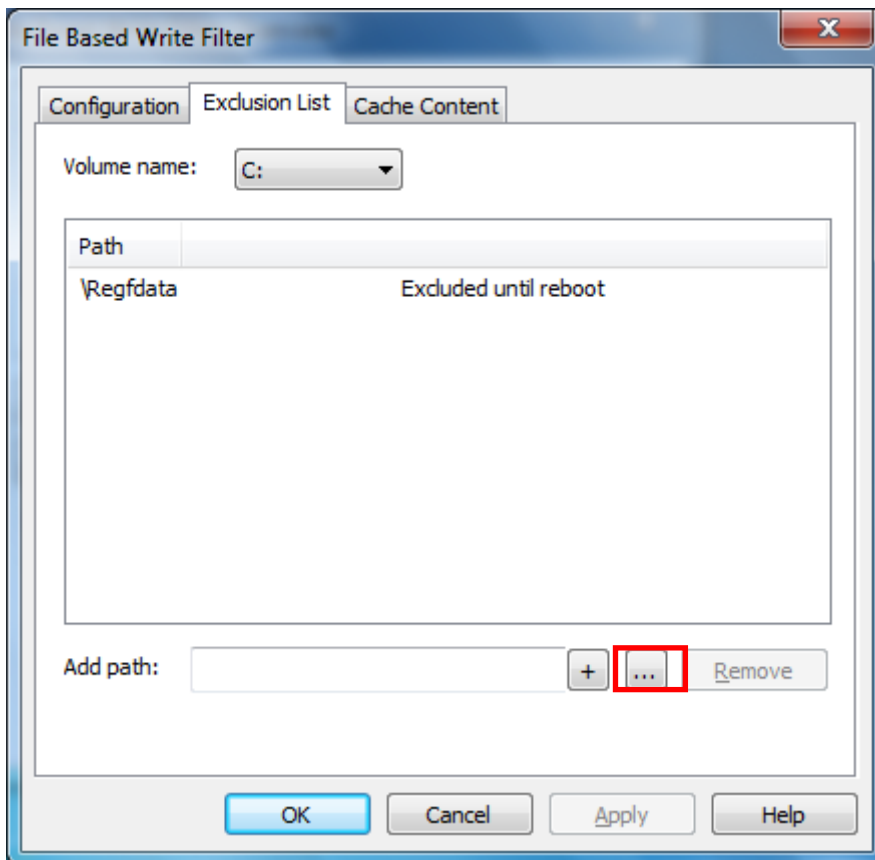 File Based Write Filter
Configuration Exclusion List Cache Content
Volume name: C:
Path
\Regfdata Excluded until reboot
Add path: + ... Remove
OK Cancel Apply Help